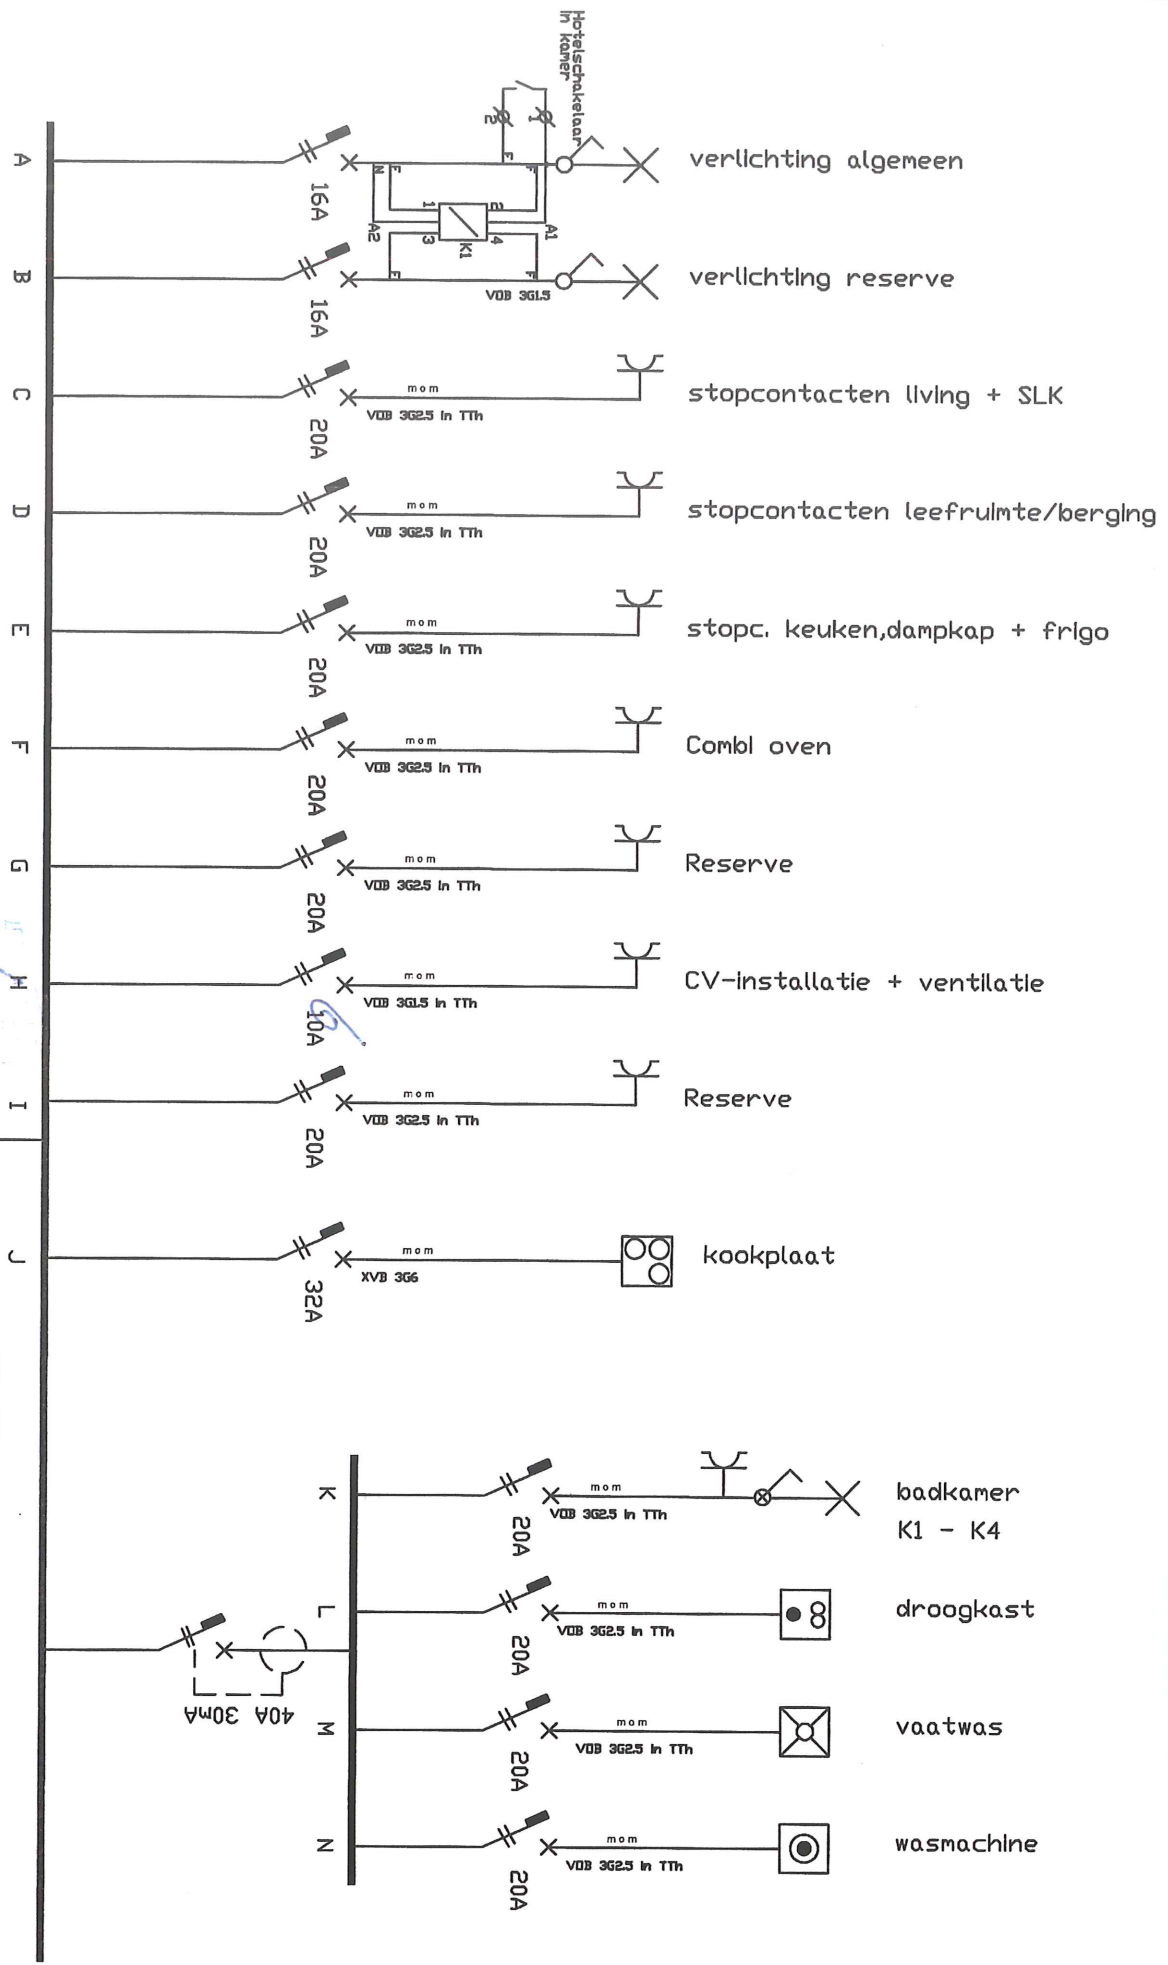 Hotelschakelaar
in kamer
1
2
F
F
N
F
A
16A
1
2
3
4
A1
A2
K1
verlichting algemeen
B
16A
F
F
VOB 3G1.5
verlichting reserve
C
20A
mom
VOB 3G2.5 in TTh
stopcontacten living + SLK
D
20A
mom
VOB 3G2.5 in TTh
stopcontacten leefruimte/berging
E
20A
mom
VOB 3G2.5 in TTh
stopc. keuken,dampkap + frigo
F
20A
mom
VOB 3G2.5 in TTh
Combi oven
G
20A
mom
VOB 3G2.5 in TTh
Reserve
H
10A
mom
VOB 3G1.5 in TTh
CV-installatie + ventilatie
I
20A
mom
VOB 3G2.5 in TTh
Reserve
J
32A
mom
XVB 3G6
kookplaat
K
20A
mom
VOB 3G2.5 in TTh
badkamer
K1 - K4
L
20A
mom
VOB 3G2.5 in TTh
droogkast
40A 30mA
M
20A
mom
VOB 3G2.5 in TTh
vaatwas
N
20A
mom
VOB 3G2.5 in TTh
wasmachine